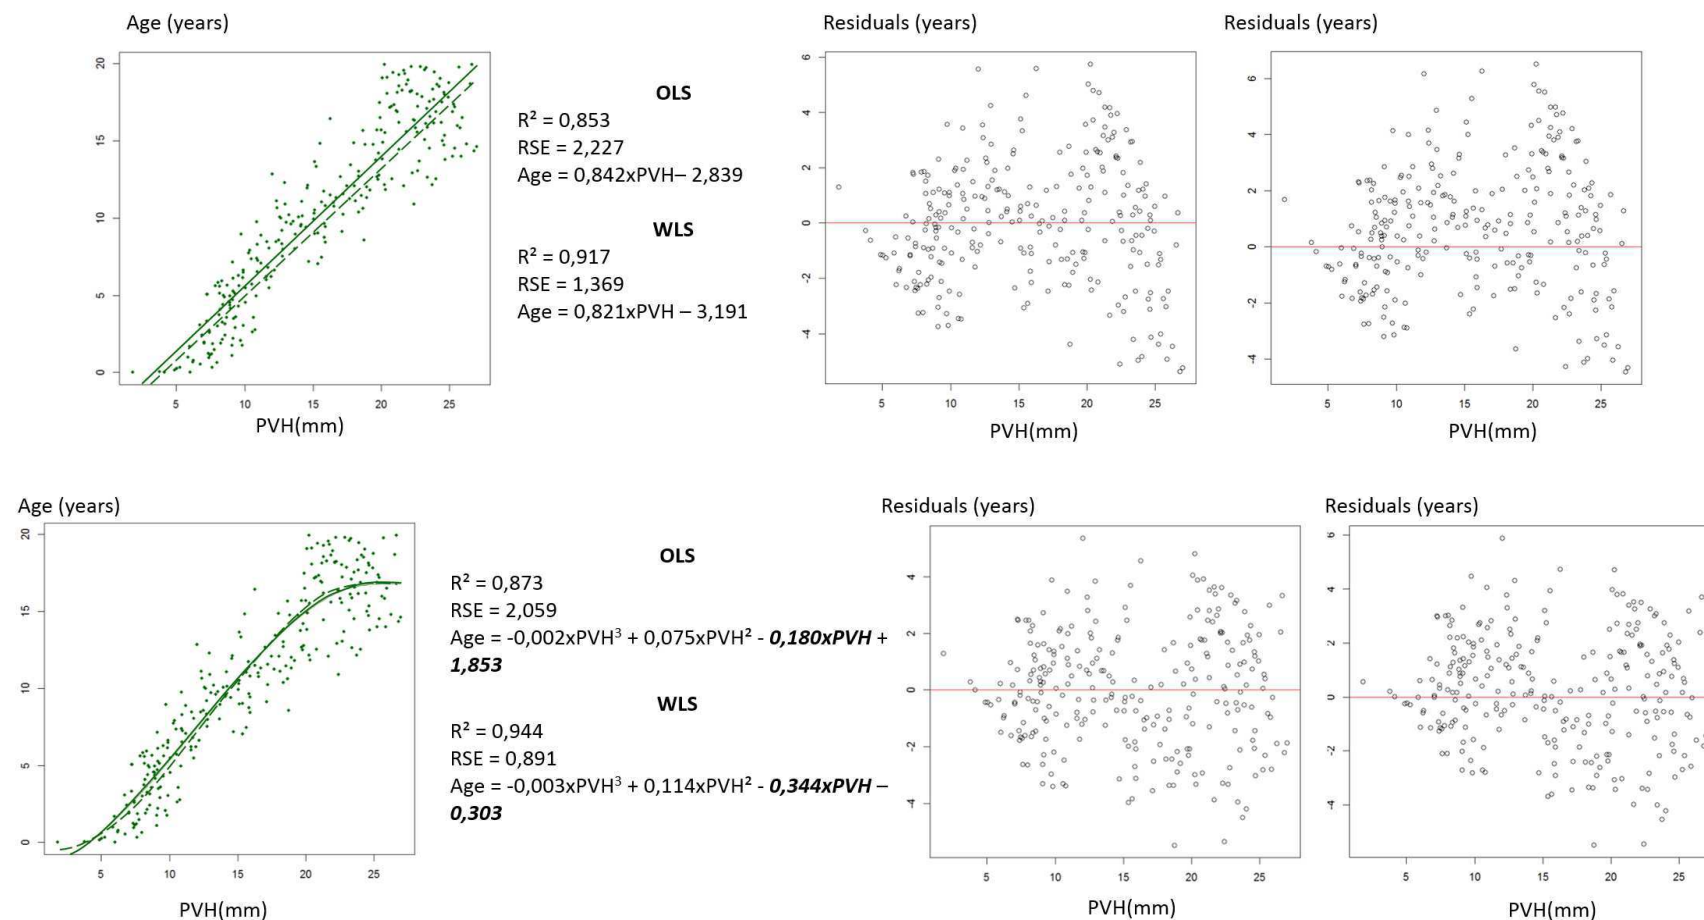 Age (years)
20
15
10
5
0
5 10 15 20 25
PVH(mm)
OLS
R² = 0,853
RSE = 2,227
Age = 0,842xPVH– 2,839
WLS
R² = 0,917
RSE = 1,369
Age = 0,821xPVH – 3,191
Residuals (years)
6
4
2
0
-2
-4
5 10 15 20 25
PVH(mm)
Residuals (years)
6
4
2
0
-2
-4
5 10 15 20 25
PVH(mm)
Age (years)
20
15
10
5
0
5 10 15 20 25
PVH(mm)
OLS
R² = 0,873
RSE = 2,059
Age = -0,002xPVH³ + 0,075xPVH² - 0,180xPVH +
1,853
WLS
R² = 0,944
RSE = 0,891
Age = -0,003xPVH³ + 0,114xPVH² - 0,344xPVH –
0,303
Residuals (years)
4
2
0
-2
-4
5 10 15 20 25
PVH(mm)
Residuals (years)
6
4
2
0
-2
-4
5 10 15 20 25
PVH(mm)